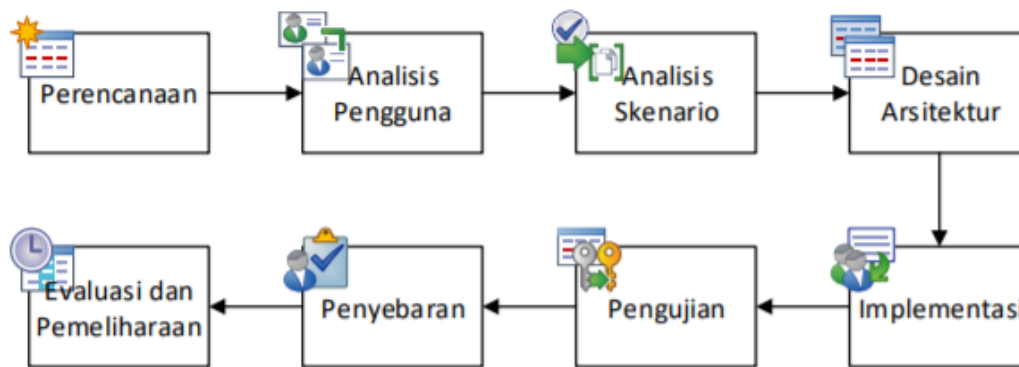 Perencanaan
Analisis
Pengguna
Analisis
Skenario
Desain
Arsitektur
Implementasi
Pengujian
Penyebaran
Evaluasi dan
Pemeliharaan